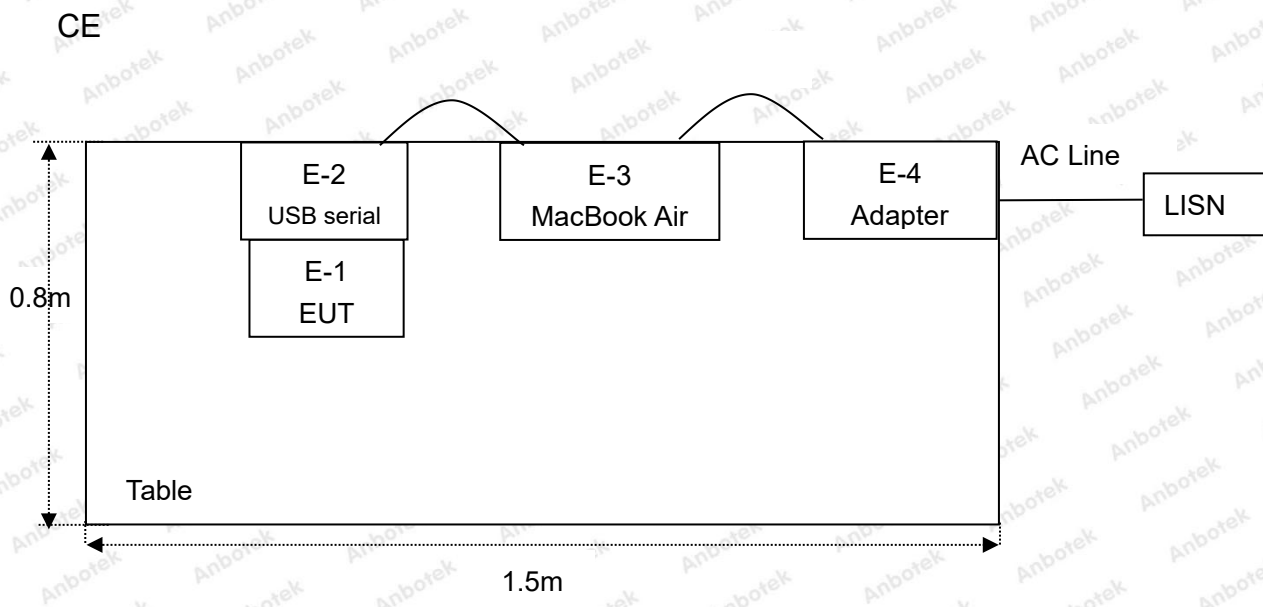 CE
E-2
USB serial
E-3
MacBook Air
E-4
Adapter
AC Line
LISN
E-1
EUT
0.8m
Table
1.5m
Anbotek